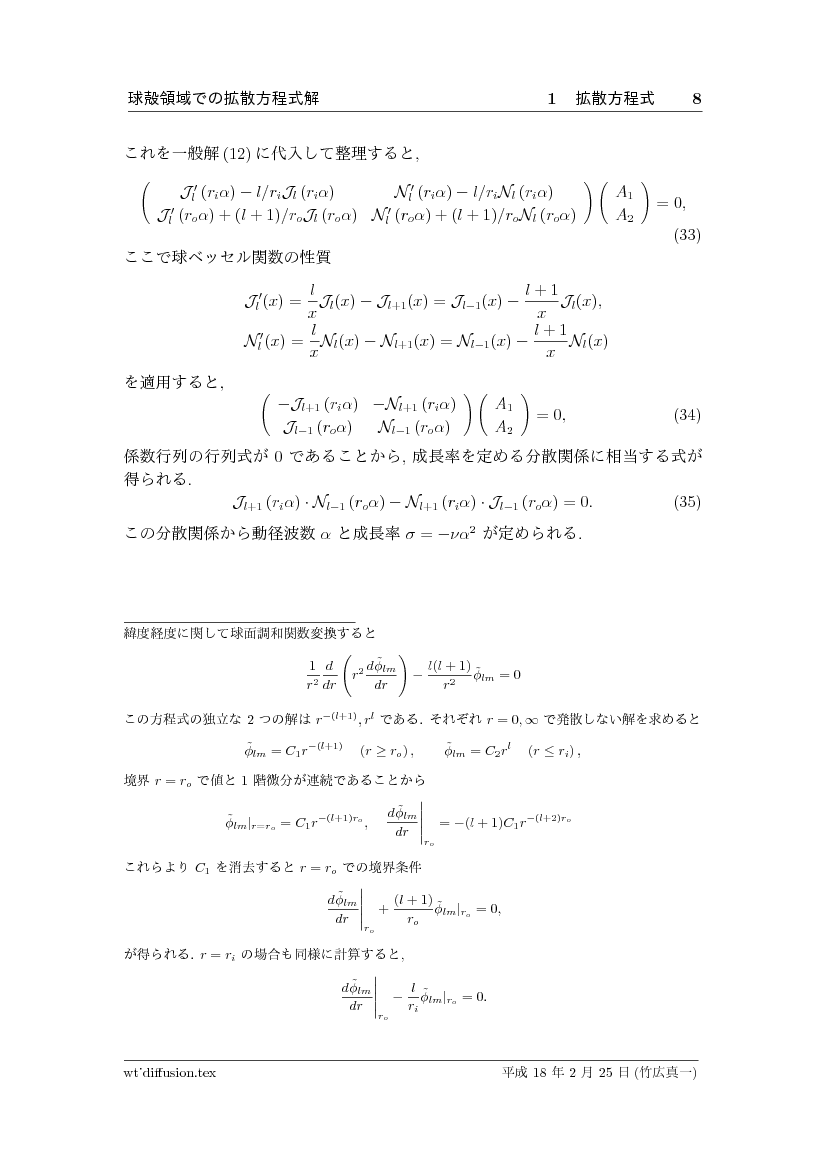 球殻領域での拡散方程式解 1 拡散方程式 8
これを一般解 (12) に代入して整理すると,
\begin{pmatrix} \mathcal{J}_l'(r_i\alpha) - l/r_i \mathcal{J}_l(r_i\alpha) & \mathcal{N}_l'(r_i\alpha) - l/r_i \mathcal{N}_l(r_i\alpha) \\ \mathcal{J}_l'(r_o\alpha) + (l+1)/r_o \mathcal{J}_l(r_o\alpha) & \mathcal{N}_l'(r_o\alpha) + (l+1)/r_o \mathcal{N}_l(r_o\alpha) \end{pmatrix} \begin{pmatrix} A_1 \\ A_2 \end{pmatrix} = 0,
(33)
ここで球ベッセル関数の性質
\mathcal{J}_l'(x) = \frac{l}{x}\mathcal{J}_l(x) - \mathcal{J}_{l+1}(x) = \mathcal{J}_{l-1}(x) - \frac{l+1}{x}\mathcal{J}_l(x),
\mathcal{N}_l'(x) = \frac{l}{x}\mathcal{N}_l(x) - \mathcal{N}_{l+1}(x) = \mathcal{N}_{l-1}(x) - \frac{l+1}{x}\mathcal{N}_l(x)
を適用すると,
\begin{pmatrix} -\mathcal{J}_{l+1}(r_i\alpha) & -\mathcal{N}_{l+1}(r_i\alpha) \\ \mathcal{J}_{l-1}(r_o\alpha) & \mathcal{N}_{l-1}(r_o\alpha) \end{pmatrix} \begin{pmatrix} A_1 \\ A_2 \end{pmatrix} = 0, (34)
係数行列の行列式が 0 であることから, 成長率を定める分散関係に相当する式が
得られる.
\mathcal{J}_{l+1}(r_i\alpha) \cdot \mathcal{N}_{l-1}(r_o\alpha) - \mathcal{N}_{l+1}(r_i\alpha) \cdot \mathcal{J}_{l-1}(r_o\alpha) = 0. (35)
この分散関係から動径波数 α と成長率 σ = −να² が定められる.
緯度経度に関して球面調和関数変換すると
\frac{1}{r^2}\frac{d}{dr}\left(r^2\frac{d\tilde{\phi}_{lm}}{dr}\right) - \frac{l(l+1)}{r^2}\tilde{\phi}_{lm} = 0
この方程式の独立な 2 つの解は r^{-(l+1)}, r^l である. それぞれ r = 0, ∞ で発散しない解を求めると
\tilde{\phi}_{lm} = C_1 r^{-(l+1)} (r ≥ r_o), \tilde{\phi}_{lm} = C_2 r^l (r ≤ r_i),
境界 r = r_o で値と 1 階微分が連続であることから
\tilde{\phi}_{lm}|_{r=r_o} = C_1 r^{-(l+1)r_o}, \left.\frac{d\tilde{\phi}_{lm}}{dr}\right|_{r_o} = -(l+1)C_1 r^{-(l+2)r_o}
これらより C_1 を消去すると r = r_o での境界条件
\left.\frac{d\tilde{\phi}_{lm}}{dr}\right|_{r_o} + \frac{(l+1)}{r_o}\tilde{\phi}_{lm}|_{r_o} = 0,
が得られる. r = r_i の場合も同様に計算すると,
\left.\frac{d\tilde{\phi}_{lm}}{dr}\right|_{r_o} - \frac{l}{r_i}\tilde{\phi}_{lm}|_{r_o} = 0.
wt˙diffusion.tex 平成 18 年 2 月 25 日 (竹広真一)